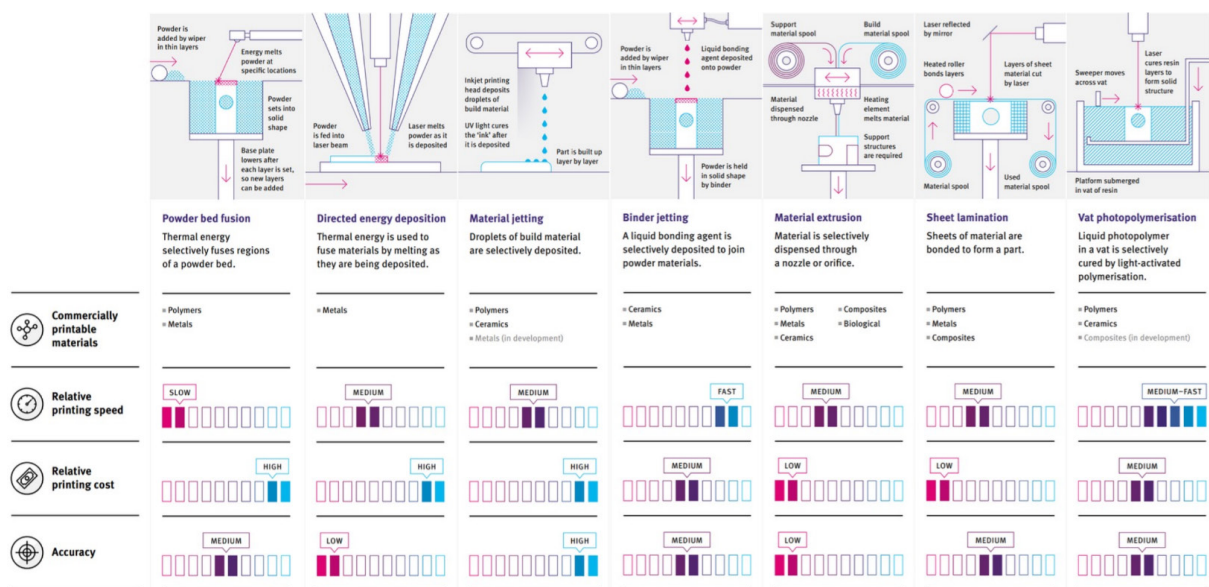 Powder is
added by wiper
in thin layers
Energy melts
powder at
specific locations
Powder
sets into
solid
shape
Base plate
lowers after
each layer is set,
so new layers
can be added
Powder
is fed into
laser beam
Laser melts
powder as it
is deposited
Inkjet printing
head deposits
droplets of
build material
UV light cures
the ‘ink’ after
it is deposited
Part is built up
layer by layer
Powder is
added by wiper
in thin layers
Liquid bonding
agent deposited
onto powder
Powder is held
in solid shape
by binder
Support
material spool
Build
material spool
Material
dispensed
through nozzle
Heating
element
melts material
Support
structures
are required
Laser reflected
by mirror
Heated roller
bonds layers
Layers of sheet
material cut
by laser
Material spool
Used
material spool
Sweeper moves
across vat
Laser
cures resin
layers to
form solid
structure
Platform submerged
in vat of resin
Powder bed fusion
Thermal energy
selectively fuses regions
of a powder bed.
Directed energy deposition
Thermal energy is used to
fuse materials by melting as
they are being deposited.
Material jetting
Droplets of build material
are selectively deposited.
Binder jetting
A liquid bonding agent is
selectively deposited to join
powder materials.
Material extrusion
Material is selectively
dispensed through
a nozzle or orifice.
Sheet lamination
Sheets of material are
bonded to form a part.
Vat photopolymerisation
Liquid photopolymer
in a vat is selectively
cured by light-activated
polymerisation.
Commercially
printable
materials
Polymers
Metals
Metals
Polymers
Ceramics
Metals (in development)
Ceramics
Metals
Polymers
Metals
Ceramics
Composites
Biological
Polymers
Metals
Composites
Polymers
Ceramics
Composites (in development)
Relative
printing speed
SLOW
MEDIUM
MEDIUM
FAST
MEDIUM
MEDIUM
MEDIUM–FAST
Relative
printing cost
HIGH
HIGH
HIGH
MEDIUM
LOW
LOW
MEDIUM
Accuracy
MEDIUM
LOW
HIGH
MEDIUM
LOW
MEDIUM
MEDIUM